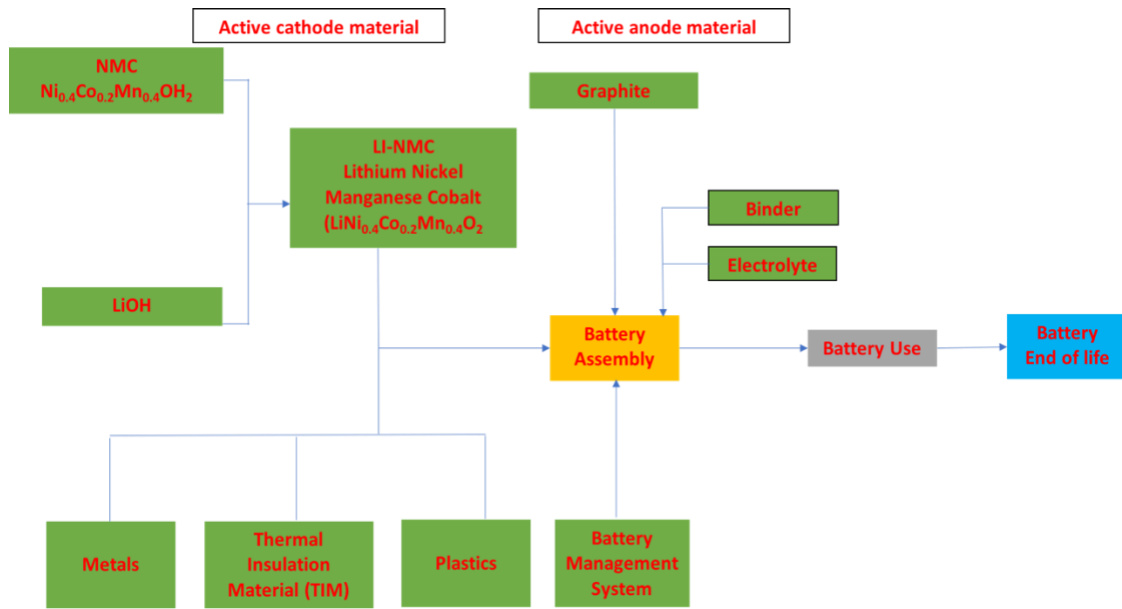 Active cathode material
Active anode material
NMC
Ni₀.₄Co₀.₂Mn₀.₄OH₂
Graphite
LI-NMC
Lithium Nickel
Manganese Cobalt
(LiNi₀.₄Co₀.₂Mn₀.₄O₂
Binder
Electrolyte
LiOH
Battery
Assembly
Battery Use
Battery
End of life
Metals
Thermal
Insulation
Material (TIM)
Plastics
Battery
Management
System